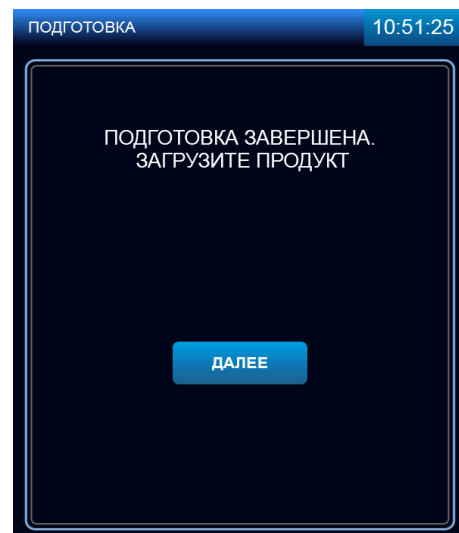 ПОДГОТОВКА
10:51:25
ПОДГОТОВКА ЗАВЕРШЕНА.
ЗАГРУЗИТЕ ПРОДУКТ
ДАЛЕЕ